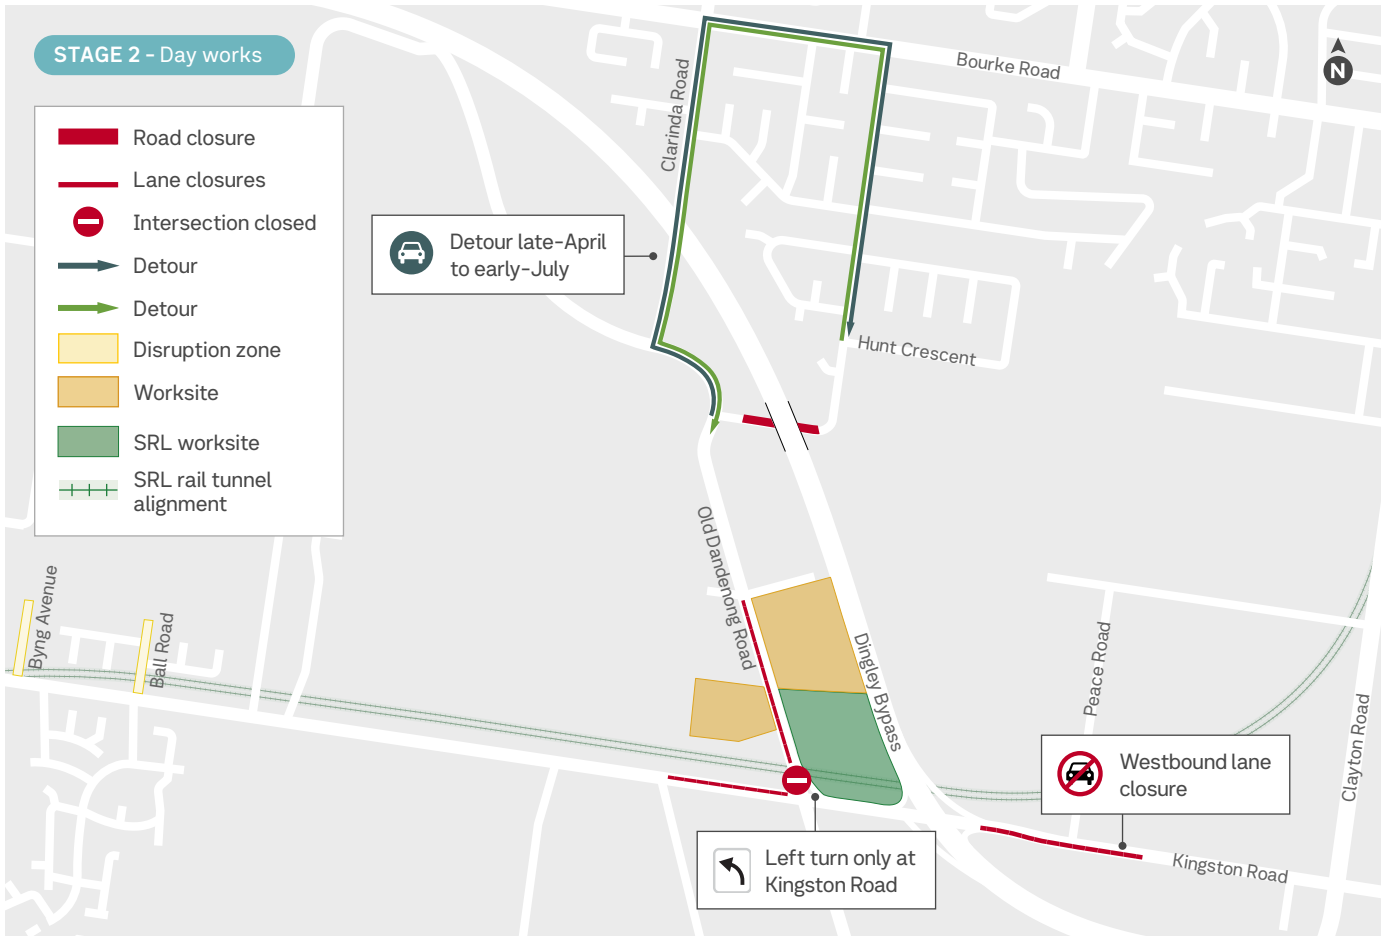 STAGE 2 - Day works
N
Road closure
Lane closures
Intersection closed
Detour
Detour
Disruption zone
Worksite
SRL worksite
SRL rail tunnel
alignment
Bourke Road
Clarinda Road
Detour late-April
to early-July
Hunt Crescent
Old Dandenong Road
Byng Avenue
Ball Road
Dingley Bypass
Peace Road
Clayton Road
Westbound lane
closure
Left turn only at
Kingston Road
Kingston Road